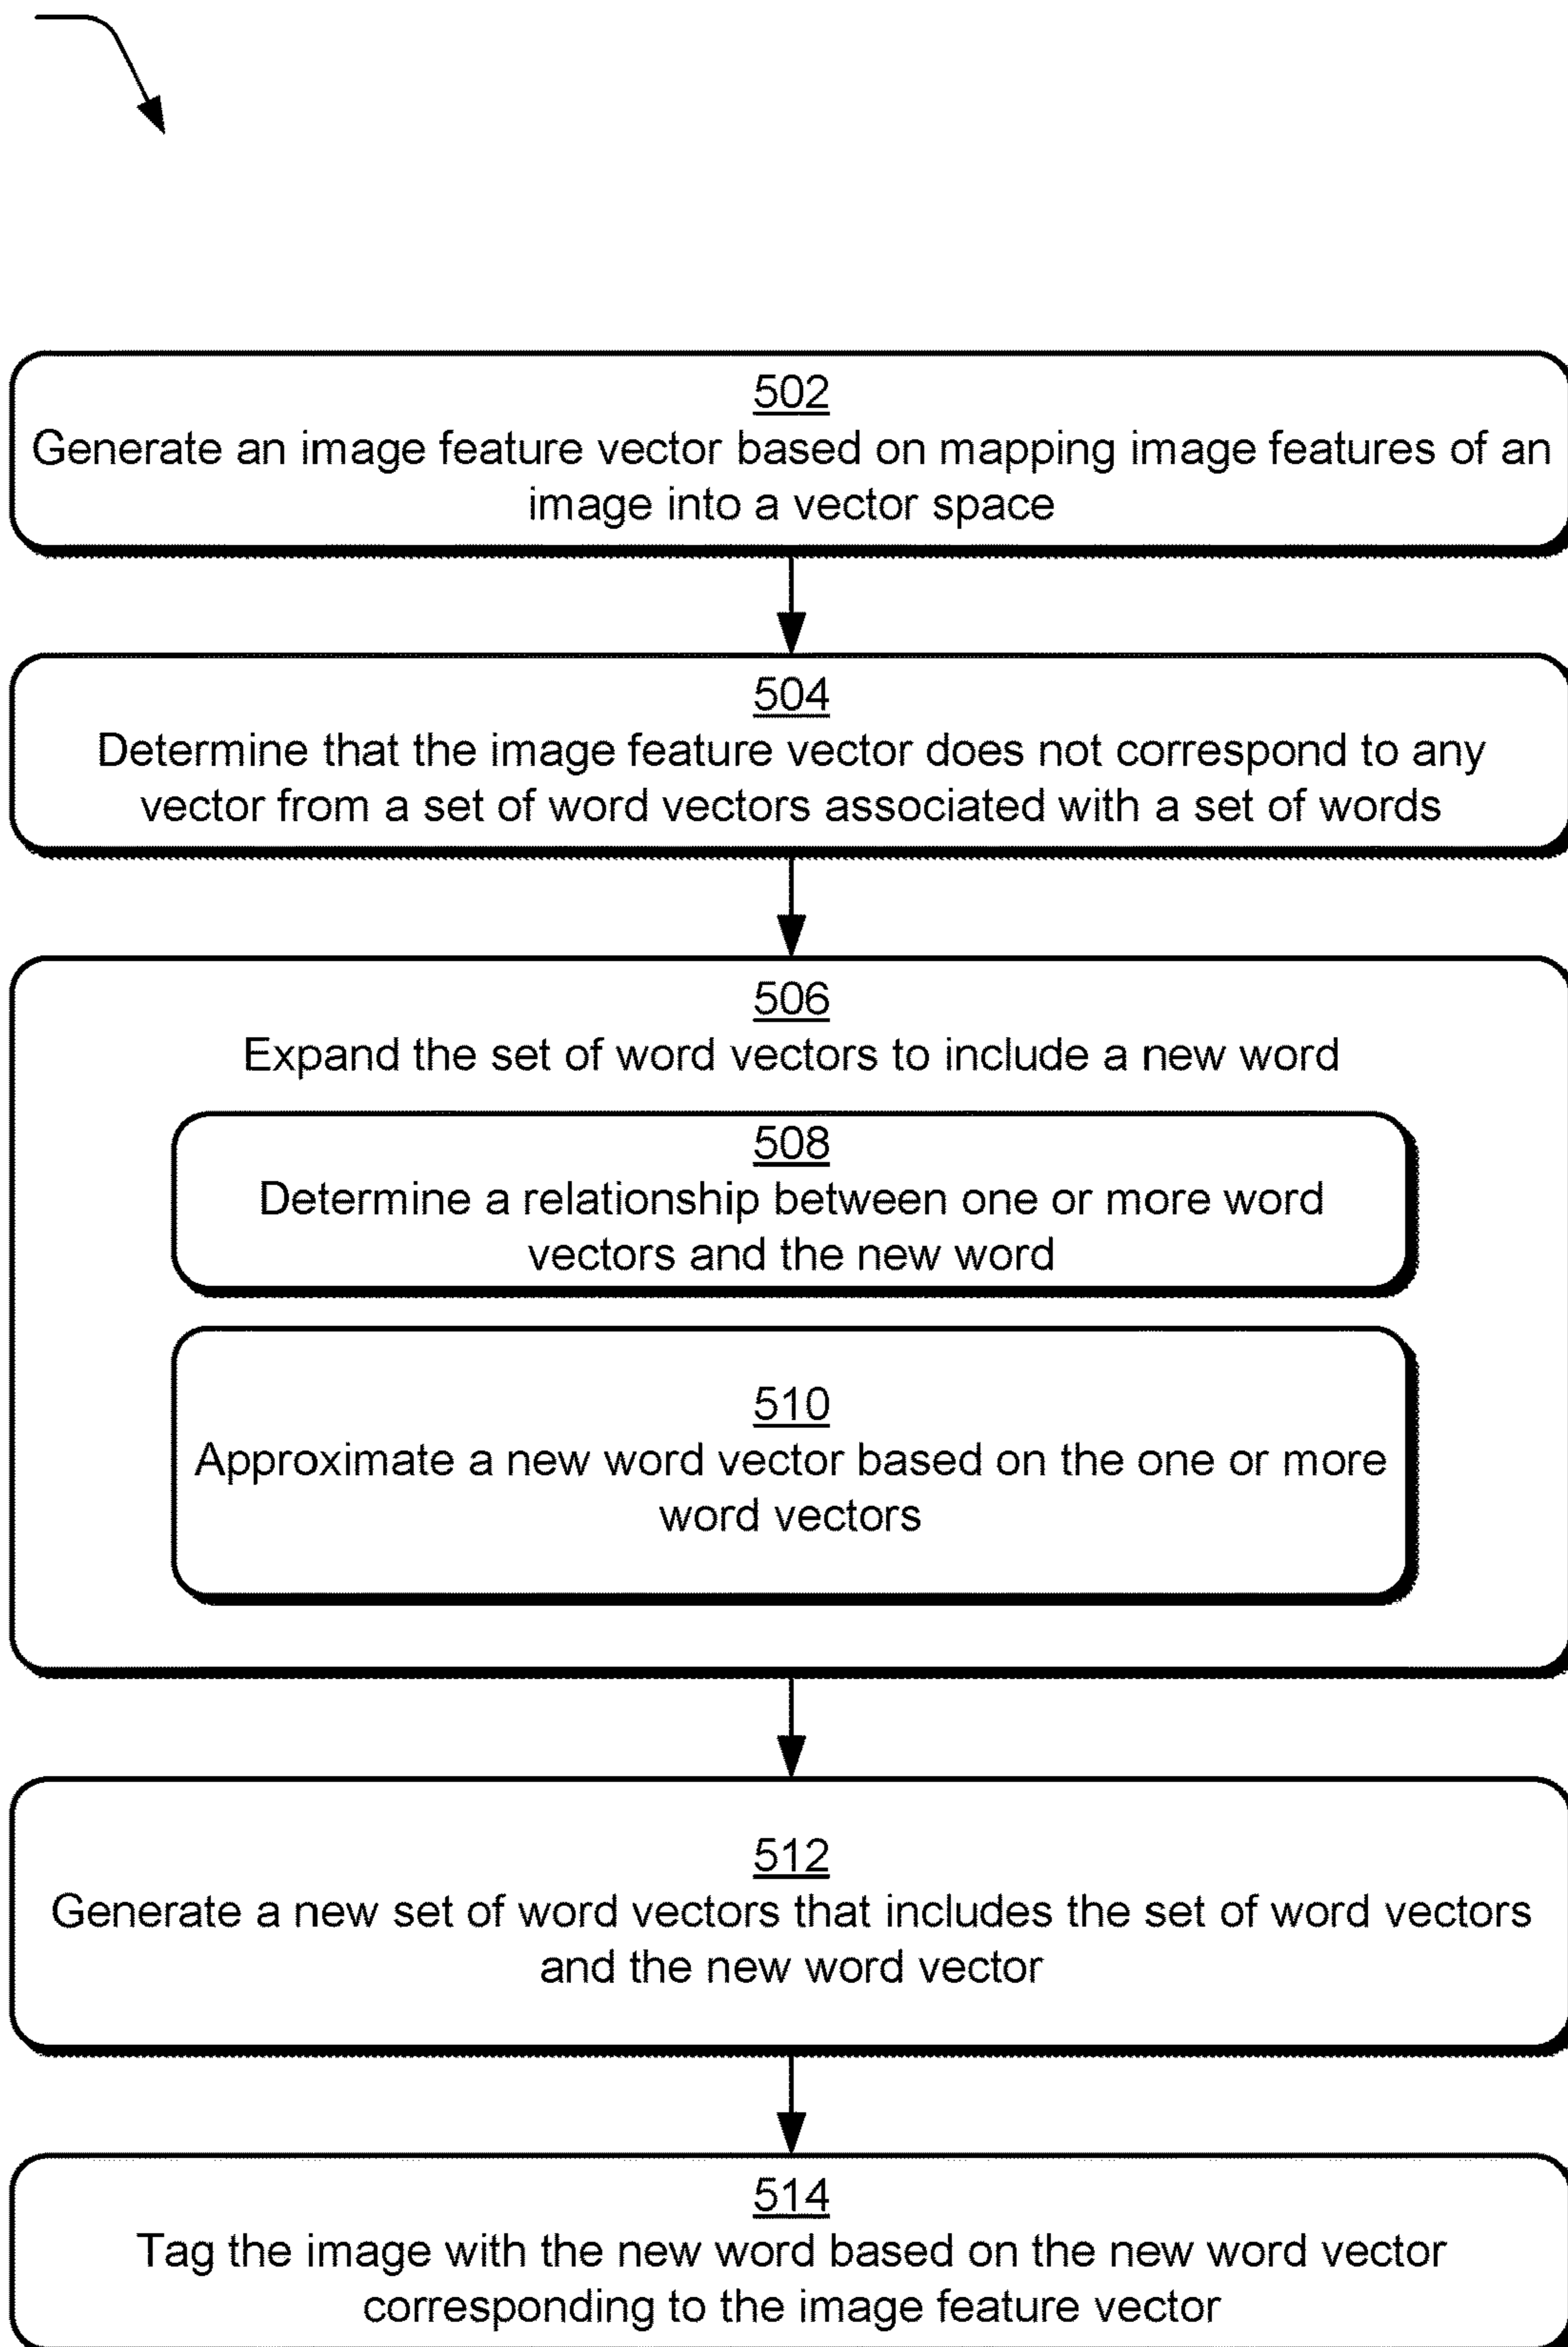 502
Generate an image feature vector based on mapping image features of an
image into a vector space
504
Determine that the image feature vector does not correspond to any
vector from a set of word vectors associated with a set of words
506
Expand the set of word vectors to include a new word
508
Determine a relationship between one or more word
vectors and the new word
510
Approximate a new word vector based on the one or more
word vectors
512
Generate a new set of word vectors that includes the set of word vectors
and the new word vector
514
Tag the image with the new word based on the new word vector
corresponding to the image feature vector